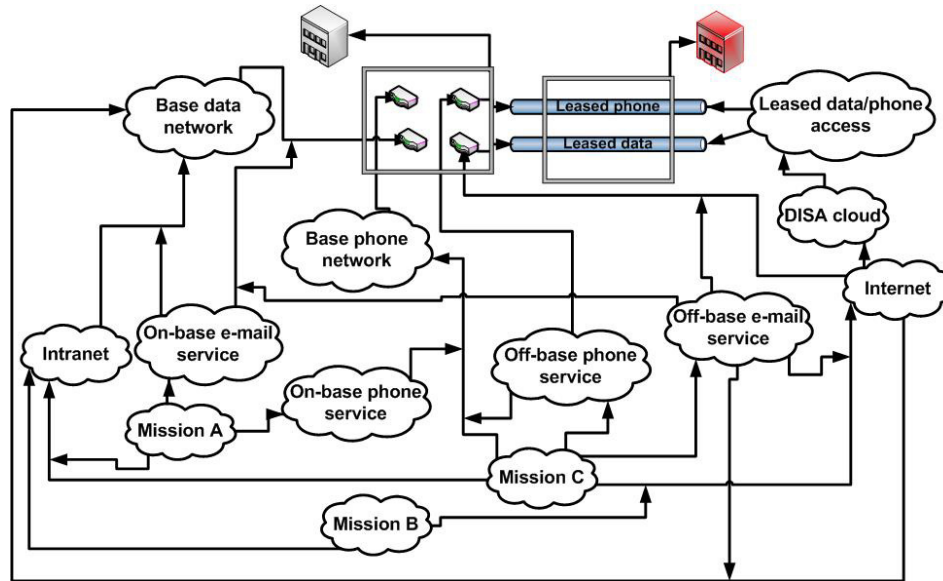 Base data
network
Leased phone
Leased data
Leased data/phone
access
DISA cloud
Base phone
network
Internet
Intranet
On-base e-mail
service
Off-base e-mail
service
Off-base phone
service
On-base phone
service
Mission A
Mission C
Mission B